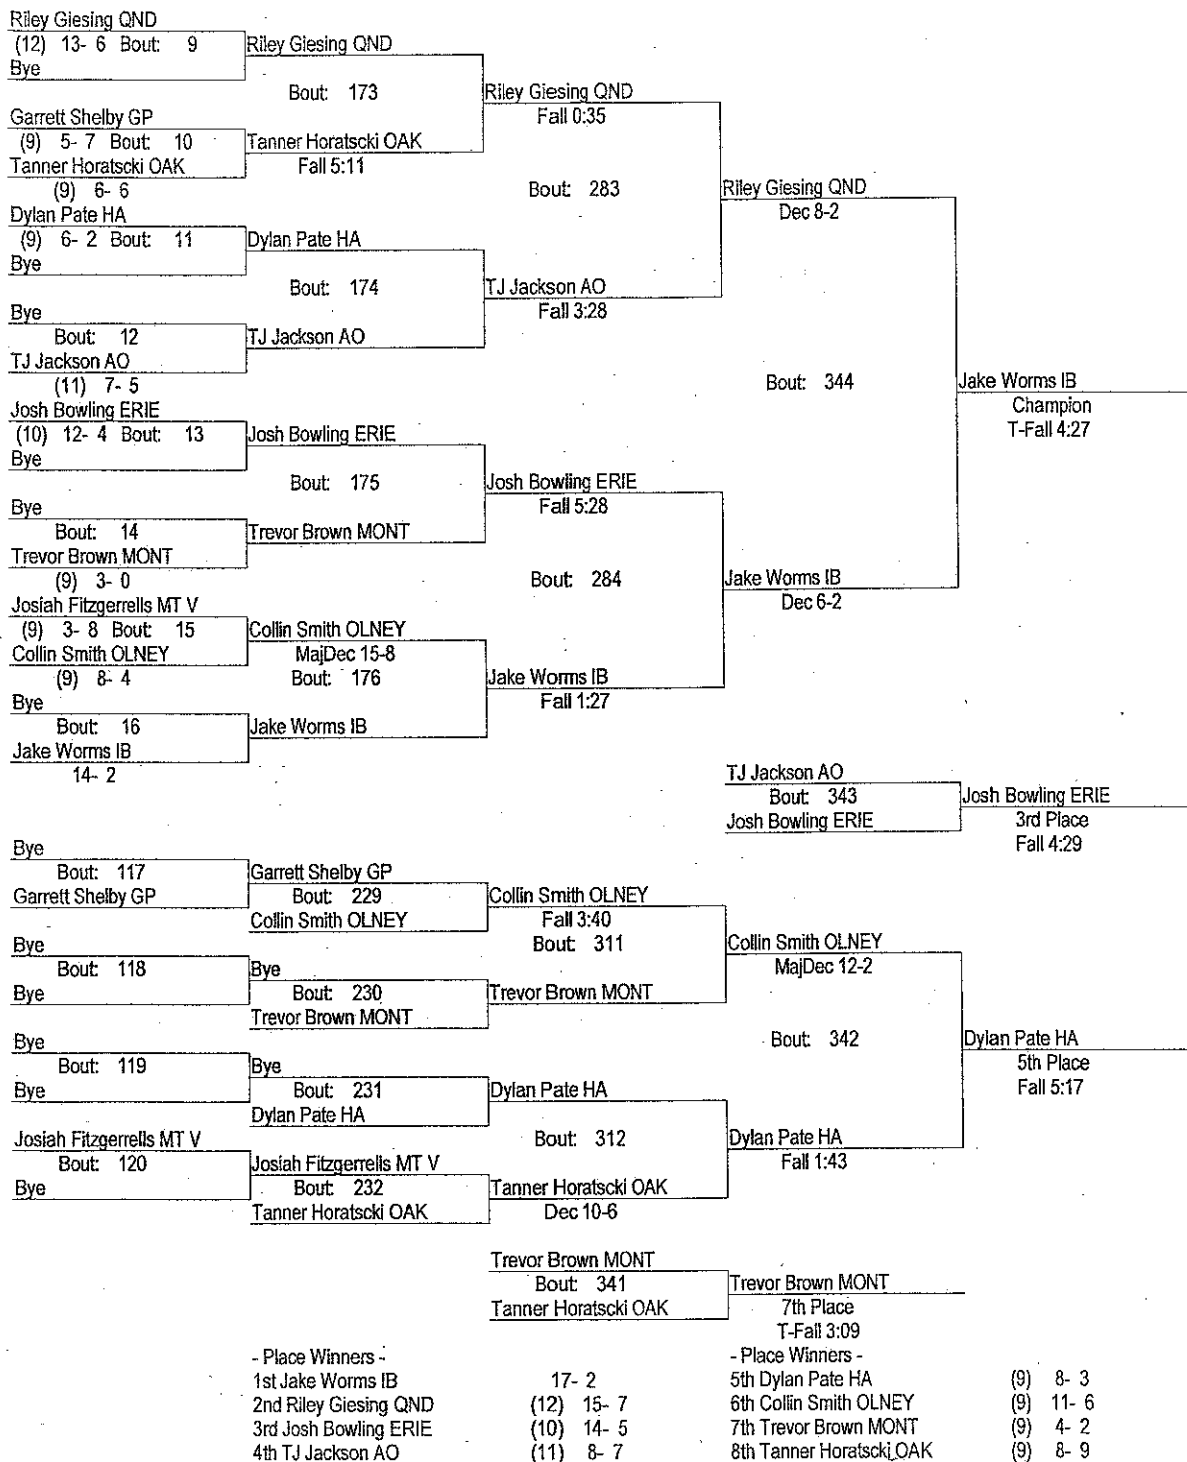 Riley Giesing QND
(12) 13- 6 Bout: 9
Bye
Riley Giesing QND
Bout: 173
Garrett Shelby GP
(9) 5- 7 Bout: 10
Tanner Horatscki OAK
(9) 6- 6
Tanner Horatscki OAK
Fall 5:11
Riley Giesing QND
Fall 0:35
Bout: 283
Dylan Pate HA
(9) 6- 2 Bout: 11
Bye
Dylan Pate HA
Bout: 174
Bye
Bout: 12
TJ Jackson AO
(11) 7- 5
TJ Jackson AO
TJ Jackson AO
Fall 3:28
Riley Giesing QND
Dec 8-2
Bout: 344
Josh Bowling ERIE
(10) 12- 4 Bout: 13
Bye
Josh Bowling ERIE
Bout: 175
Bye
Bout: 14
Trevor Brown MONT
(9) 3- 0
Trevor Brown MONT
Josh Bowling ERIE
Fall 5:28
Bout: 284
Josiah Fitzgerrells MT V
(9) 3- 8 Bout: 15
Collin Smith OLNEY
(9) 8- 4
Collin Smith OLNEY
MajDec 15-8
Bout: 176
Bye
Bout: 16
Jake Worms IB
14- 2
Jake Worms IB
Jake Worms IB
Fall 1:27
Jake Worms IB
Dec 6-2
Jake Worms IB
Champion
T-Fall 4:27
TJ Jackson AO
Bout: 343
Josh Bowling ERIE
Josh Bowling ERIE
3rd Place
Fall 4:29
Bye
Bout: 117
Garrett Shelby GP
Garrett Shelby GP
Bout: 229
Collin Smith OLNEY
Collin Smith OLNEY
Fall 3:40
Bout: 311
Bye
Bout: 118
Bye
Bye
Bout: 230
Trevor Brown MONT
Trevor Brown MONT
Collin Smith OLNEY
MajDec 12-2
Bout: 342
Bye
Bout: 119
Bye
Bye
Bout: 231
Dylan Pate HA
Dylan Pate HA
Bout: 312
Josiah Fitzgerrells MT V
Bout: 120
Bye
Josiah Fitzgerrells MT V
Bout: 232
Tanner Horatscki OAK
Tanner Horatscki OAK
Dec 10-6
Dylan Pate HA
Fall 1:43
Dylan Pate HA
5th Place
Fall 5:17
Trevor Brown MONT
Bout: 341
Tanner Horatscki OAK
Trevor Brown MONT
7th Place
T-Fall 3:09
- Place Winners -
1st Jake Worms IB 17- 2
2nd Riley Giesing QND (12) 15- 7
3rd Josh Bowling ERIE (10) 14- 5
4th TJ Jackson AO (11) 8- 7
- Place Winners -
5th Dylan Pate HA (9) 8- 3
6th Collin Smith OLNEY (9) 11- 6
7th Trevor Brown MONT (9) 4- 2
8th Tanner Horatscki OAK (9) 8- 9